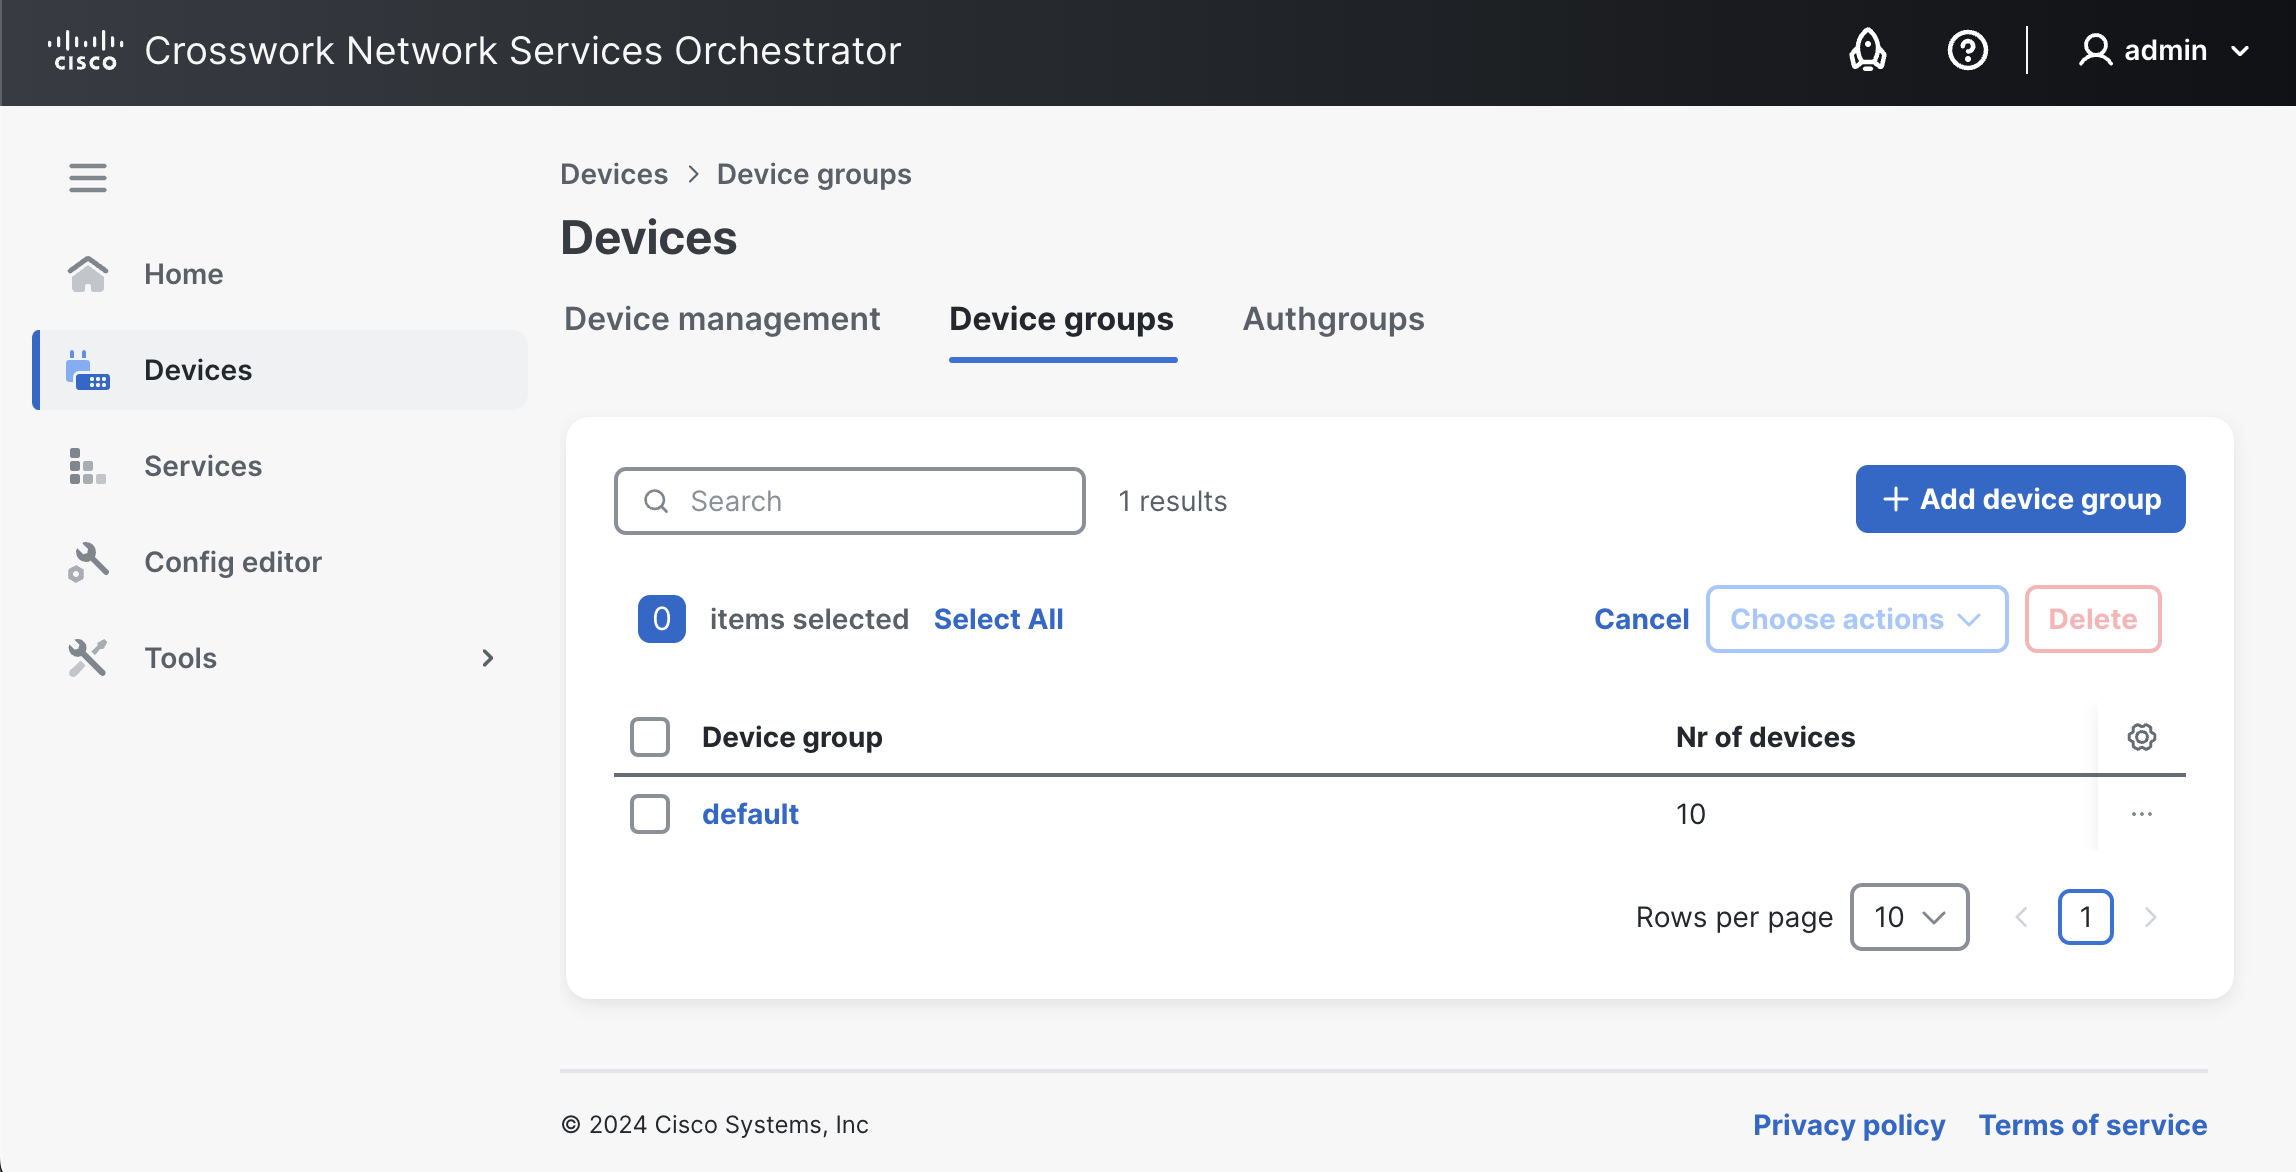 cisco Crosswork Network Services Orchestrator
admin
Devices > Device groups
Devices
Home
Device management Device groups Authgroups
Devices
Services
Search 1 results + Add device group
Config editor
0 items selected Select All Cancel Choose actions Delete
Tools
Device group Nr of devices
default 10 ...
Rows per page 10 < 1 >
© 2024 Cisco Systems, Inc Privacy policy Terms of service